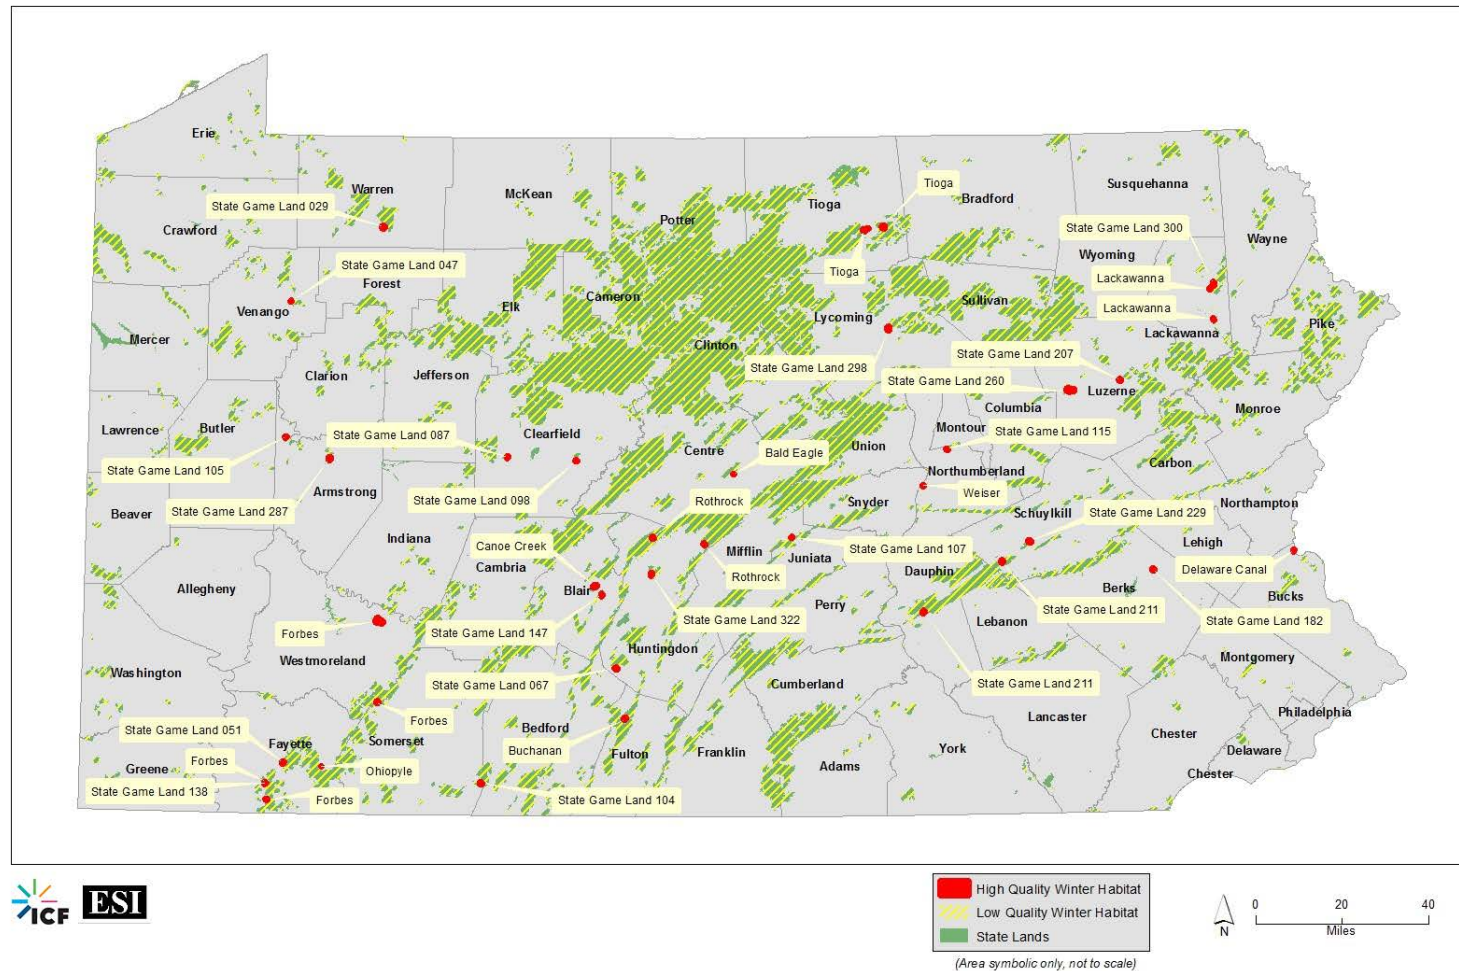 Erie
Warren
McKean
Tioga
Susquehanna
Tioga
Bradford
State Game Land 029
Potter
Crawford
State Game Land 300
Wayne
State Game Land 047
Tioga
Wyoming
Forest
Lackawanna
Venango
Elk
Cameron
Sullivan
Lackawanna
Lycoming
Mercer
Clinton
Lackawanna
Pike
State Game Land 207
Clarion
Jefferson
State Game Land 298
State Game Land 260
Luzerne
Columbia
Monroe
Lawrence
Butler
State Game Land 087
Clearfield
Montour
State Game Land 115
Union
Centre
Bald Eagle
State Game Land 105
Carbon
Northumberland
Armstrong
State Game Land 098
Weiser
Rothrock
Snyder
Northampton
Beaver
State Game Land 287
Schuylkill
State Game Land 229
Indiana
Canoe Creek
Mifflin
Juniata
State Game Land 107
Lehigh
Cambria
Rothrock
Dauphin
Delaware Canal
Allegheny
Blair
Berks
Bucks
Perry
State Game Land 211
Forbes
State Game Land 147
State Game Land 322
Lebanon
State Game Land 182
Huntingdon
Westmoreland
Montgomery
Washington
State Game Land 067
Cumberland
State Game Land 211
Philadelphia
Forbes
Lancaster
State Game Land 051
Bedford
Chester
Fayette
Somerset
Buchanan
Fulton
Franklin
York
Delaware
Forbes
Greene
Ohiopyle
Adams
Chester
State Game Land 138
Forbes
State Game Land 104
ICF
ESI
High Quality Winter Habitat
Low Quality Winter Habitat
State Lands
(Area symbolic only, not to scale)
N
0 20 40
Miles